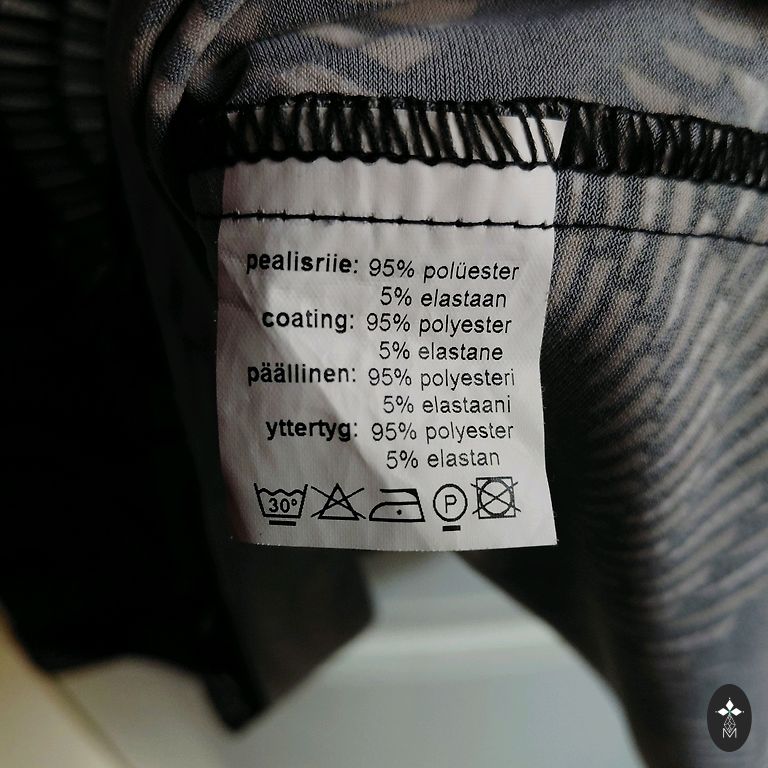 pealisriie: 95% polüester
5% elastaan
coating: 95% polyester
5% elastane
päällinen: 95% polyesteri
5% elastaani
yttertyg: 95% polyester
5% elastan
30° P
M